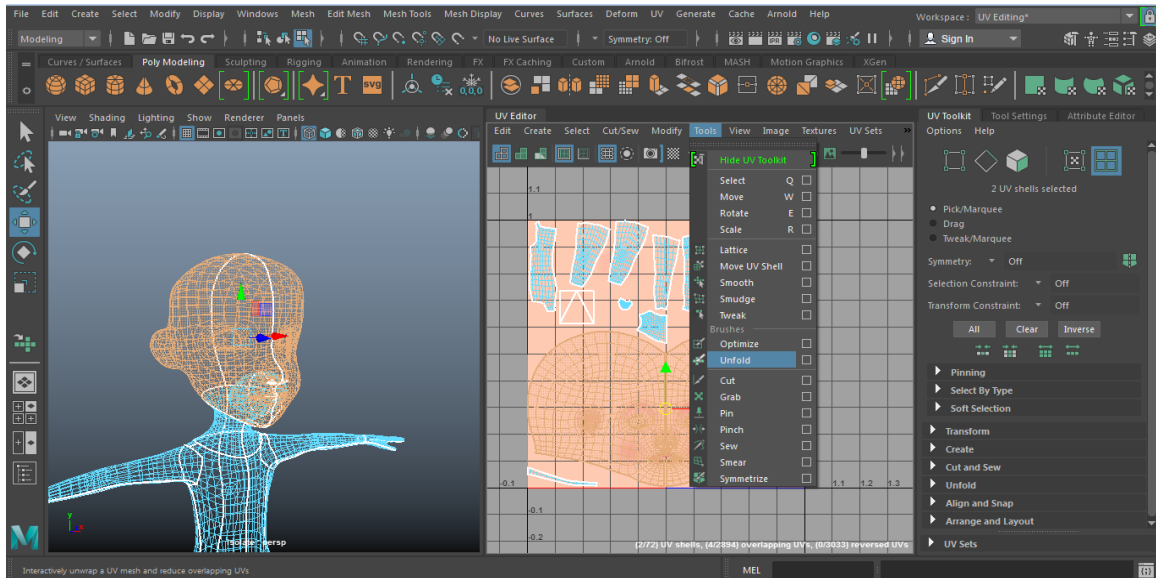 File Edit Create Select Modify Display Windows Mesh Edit Mesh Mesh Tools Mesh Display Curves Surfaces Deform UV Generate Cache Arnold Help Workspace : UV Editing*
Modeling No Live Surface Symmetry: Off Sign In
Curves / Surfaces Poly Modeling Sculpting Rigging Animation Rendering FX FX Caching Custom Arnold Bifrost MASH Motion Graphics XGen
T svg
View Shading Lighting Show Renderer Panels
UV Editor
Edit Create Select Cut/Sew Modify Tools View Image Textures UV Sets »
Hide UV Toolkit
Select Q
Move W
Rotate E
Scale R
Lattice
Move UV Shell
Smooth
Smudge
Tweak
Brushes
Optimize
Unfold
Cut
Grab
Pin
Pinch
Sew
Smear
Symmetrize
1.1
1
-0.1 1.1 1.2 1.3
-0.1
-0.2
(2/72) UV shells, (4/2894) overlapping UVs, (0/3033) reversed UVs
y
isolate : persp
UV Toolkit Tool Settings Attribute Editor
Options Help
2 UV shells selected
Pick/Marquee
Drag
Tweak/Marquee
Symmetry: Off
Selection Constraint: Off
Transform Constraint: Off
All Clear Inverse
Pinning
Select By Type
Soft Selection
Transform
Create
Cut and Sew
Unfold
Align and Snap
Arrange and Layout
UV Sets
Interactively unwrap a UV mesh and reduce overlapping UVs MEL